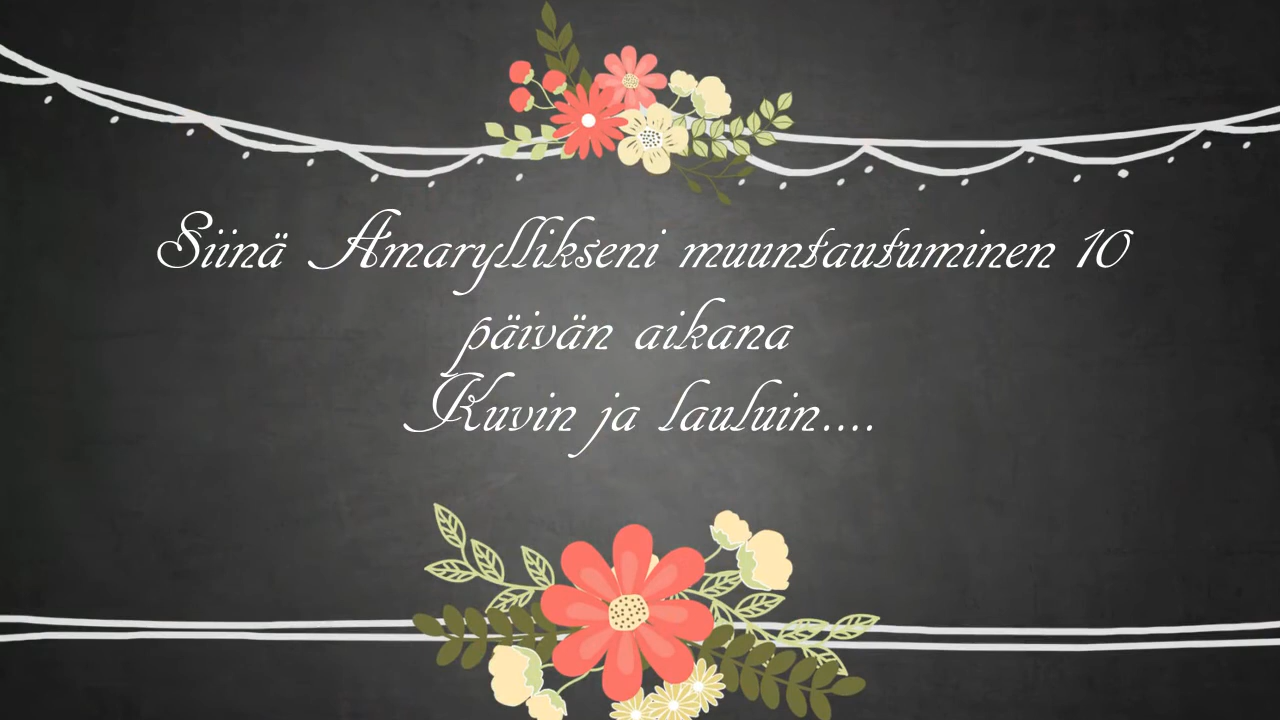 Siinä Amaryllikseni muuntautuminen 10
päivän aikana
Kuvin ja lauluin....